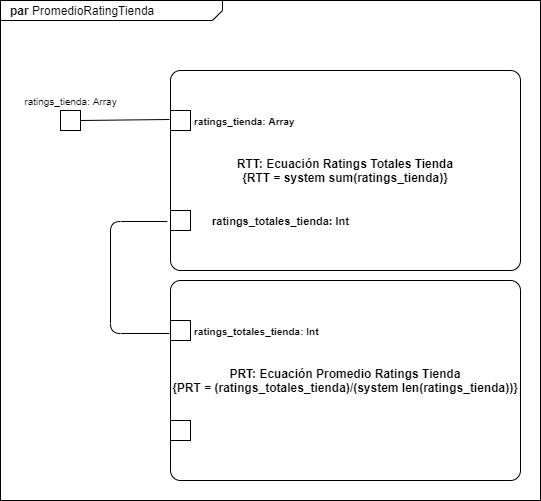 par PromedioRatingTienda
ratings_tienda: Array
ratings_tienda: Array
RTT: Ecuación Ratings Totales Tienda
{RTT = system sum(ratings_tienda)}
ratings_totales_tienda: Int
ratings_totales_tienda: Int
PRT: Ecuación Promedio Ratings Tienda
{PRT = (ratings_totales_tienda)/(system len(ratings_tienda))}